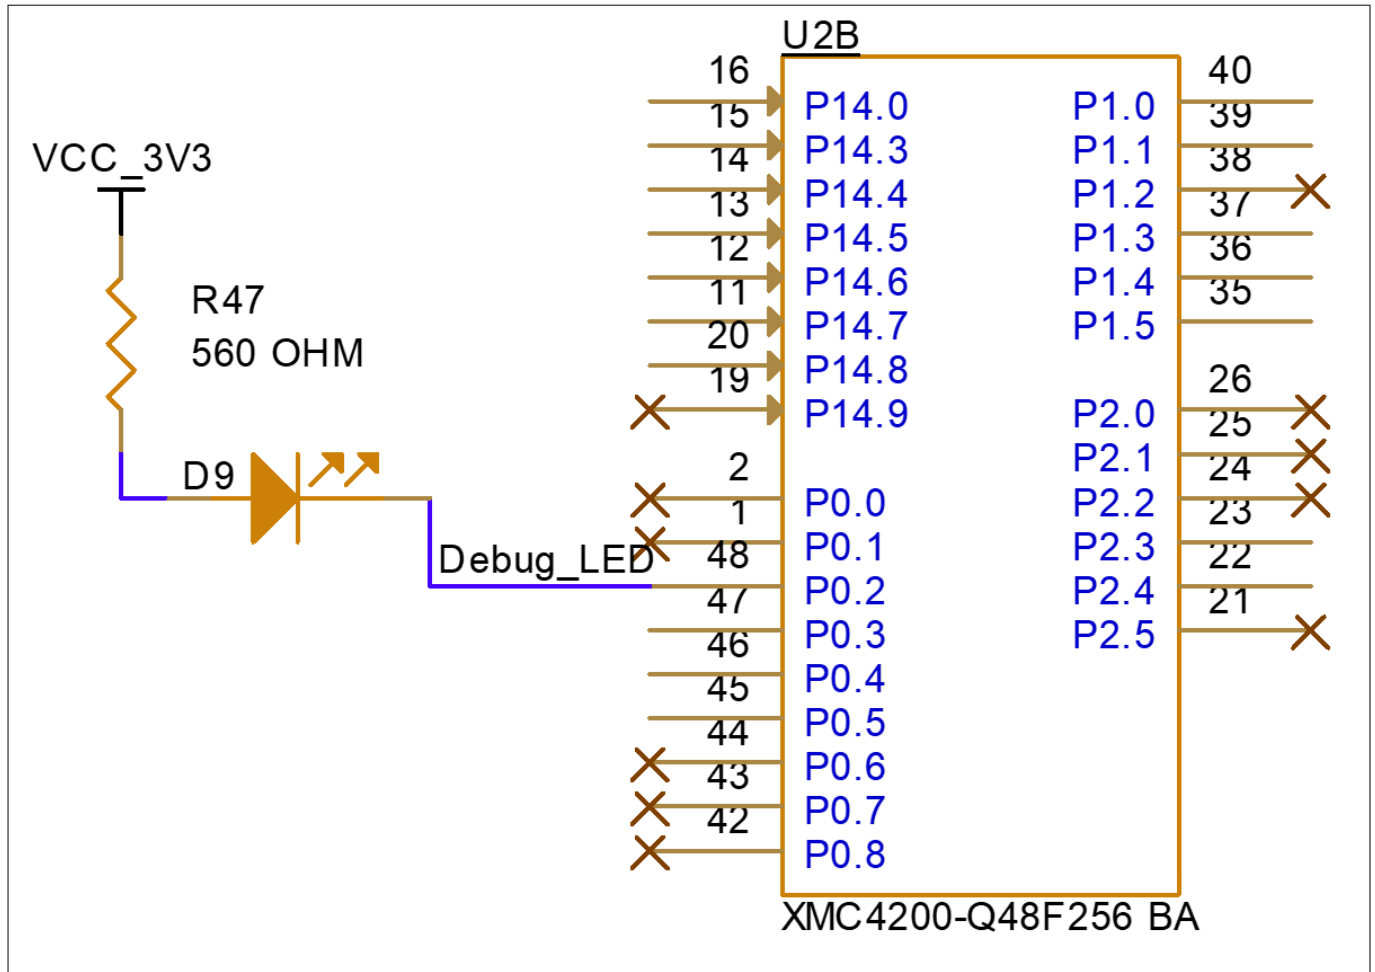 U2B
16 P14.0 P1.0 40
15 P14.3 P1.1 39
14 P14.4 P1.2 38
13 P14.5 P1.3 37
12 P14.6 P1.4 36
11 P14.7 P1.5 35
20 P14.8
19 P14.9 P2.0 26
P2.1 25
2 P0.0 P2.2 24
1 P0.1 P2.3 23
48 P0.2 P2.4 22
47 P0.3 P2.5 21
46 P0.4
45 P0.5
44 P0.6
43 P0.7
42 P0.8
XMC4200-Q48F256 BA
VCC_3V3
R47
560 OHM
D9
Debug_LED